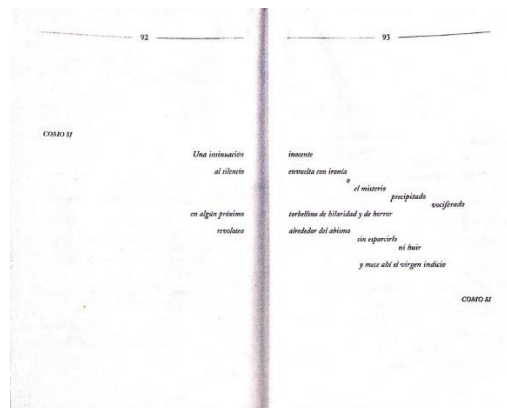 92
93
COMO SI
Una insinuación inocente
al silencio envuelta con ironía
o
el misterio
precipitado
vociferado
en algún próximo torbellino de hilaridad y de horror
revolotea alrededor del abismo
sin esparcirlo
ni huir
y mece ahí el virgen indicio
COMO SI